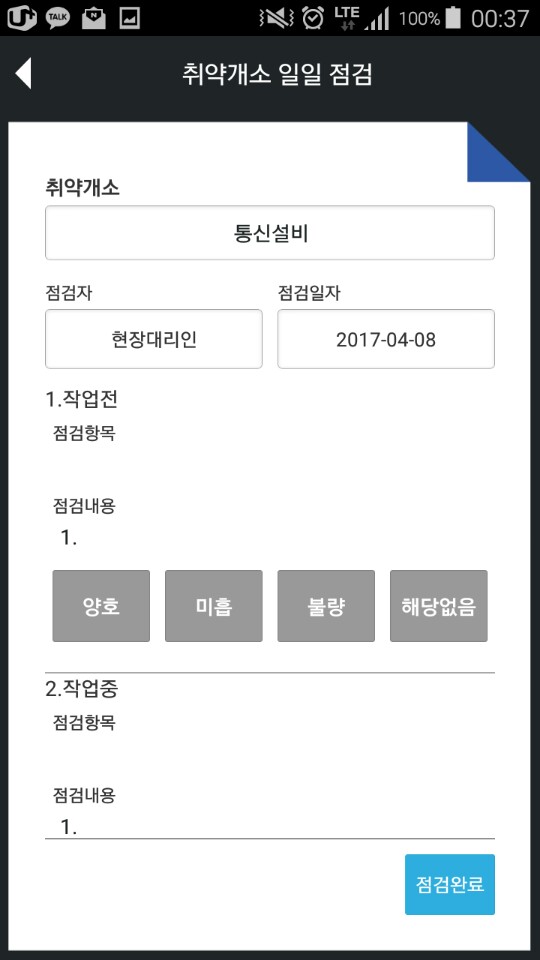 U+ TALK N LTE 100% 00:37
취약개소 일일 점검
취약개소
통신설비
점검자 점검일자
현장대리인 2017-04-08
1.작업전
점검항목
점검내용
1.
양호 미흡 불량 해당없음
2.작업중
점검항목
점검내용
1.
점검완료